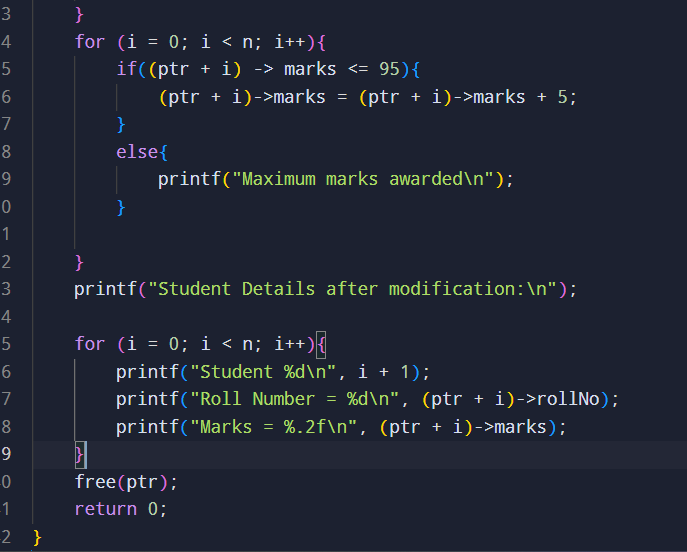 3 }
4 for (i = 0; i < n; i++){
5 if((ptr + i) -> marks <= 95){
6 (ptr + i)->marks = (ptr + i)->marks + 5;
7 }
8 else{
9 printf("Maximum marks awarded\n");
0 }
1
2 }
3 printf("Student Details after modification:\n");
4
5 for (i = 0; i < n; i++){
6 printf("Student %d\n", i + 1);
7 printf("Roll Number = %d\n", (ptr + i)->rollNo);
8 printf("Marks = %.2f\n", (ptr + i)->marks);
9 }
0 free(ptr);
1 return 0;
2 }